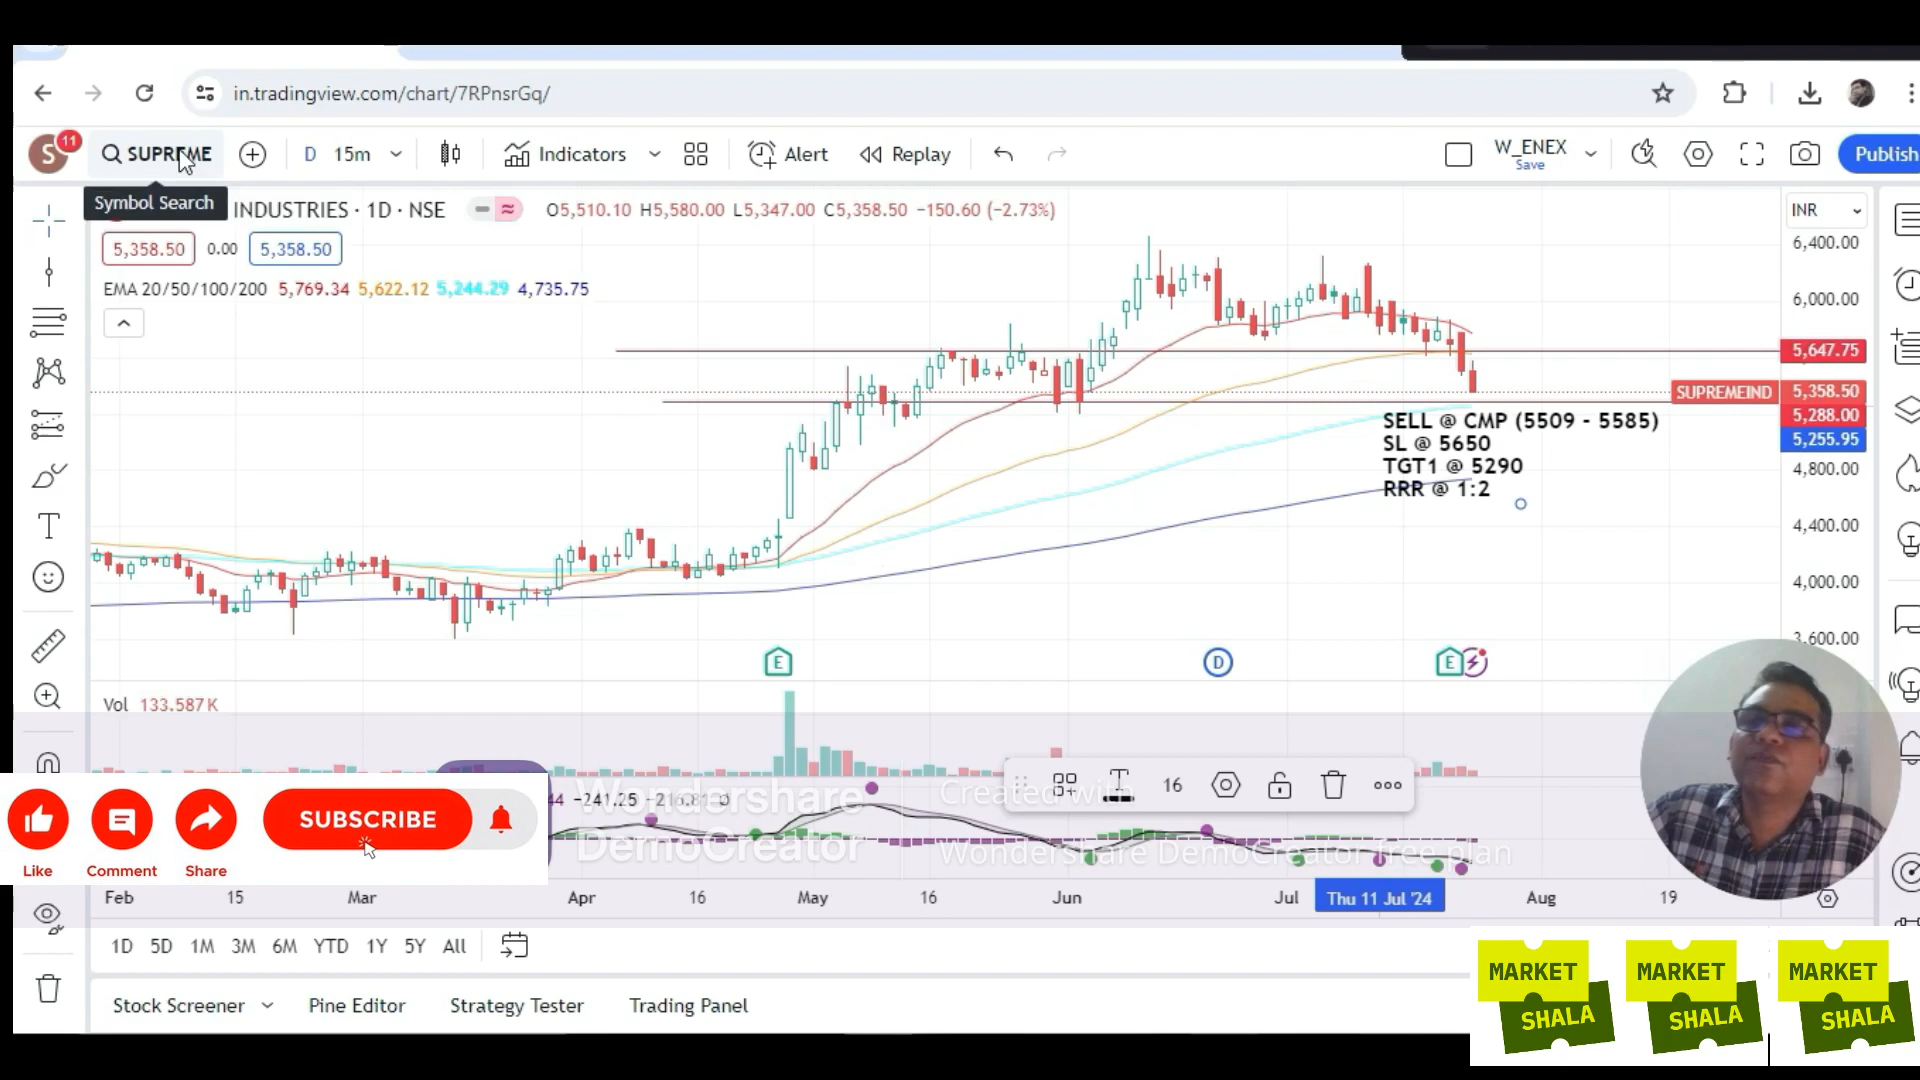 in.tradingview.com/chart/7RPnsrGq/
S 11 SUPREME D 15m Indicators Alert Replay W_ENEX Save Publish
Symbol Search INDUSTRIES · 1D · NSE O5,510.10 H5,580.00 L5,347.00 C5,358.50 −150.60 (−2.73%) INR
5,358.50 0.00 5,358.50
EMA 20/50/100/200 5,769.34 5,622.12 5,244.29 4,735.75
6,400.00
6,000.00
5,647.75
SUPREMEIND 5,358.50
5,288.00
5,255.95
4,800.00
4,400.00
4,000.00
3,600.00
SELL @ CMP (5509 - 5585)
SL @ 5650
TGT1 @ 5290
RRR @ 1:2
E D E
Vol 133.587K
16
44 −241.25
Wondershare
DemoCreator
Created with
Wondershare DemoCreator free plan
SUBSCRIBE
Like Comment Share
Feb 15 Mar Apr 16 May 16 Jun Jul Thu 11 Jul '24 Aug 19
1D 5D 1M 3M 6M YTD 1Y 5Y All
Stock Screener Pine Editor Strategy Tester Trading Panel
MARKET MARKET MARKET
SHALA SHALA SHALA